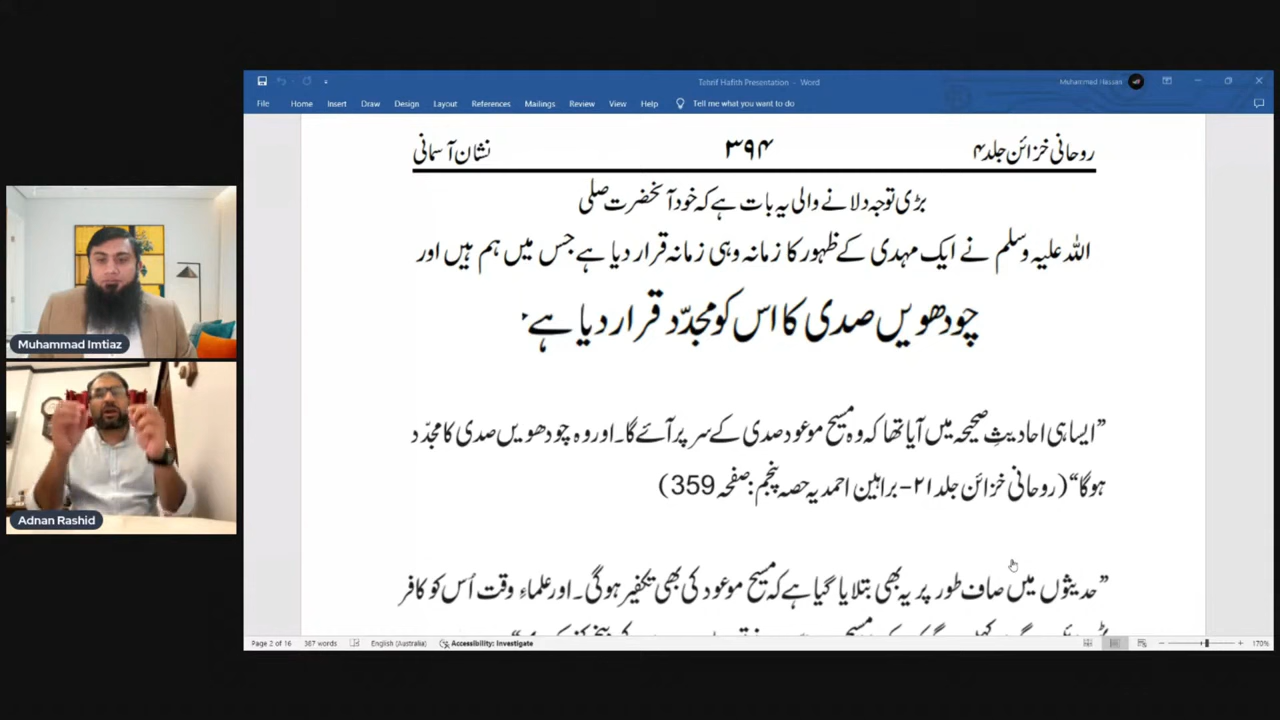 Tehrif Hafith Presentation - Word
Muhammad Hassan
File Home Insert Draw Design Layout References Mailings Review View Help Tell me what you want to do
روحانی خزائن جلد۴ ۳۹۴ نشان آسمانی
بڑی توجہ دلانے والی یہ بات ہے کہ خود آنحضرت صلی
اللہ علیہ وسلم نے ایک مہدی کے ظہور کا زمانہ وہی زمانہ قرار دیا ہے جس میں ہم ہیں اور
چودھویں صدی کا اس کو مجدّد قرار دیا ہے
”ایسا ہی احادیثِ صحیحہ میں آیا تھا کہ وہ مسیح موعود صدی کے سر پر آئے گا۔ اور وہ چودھویں صدی کا مجدّد
ہوگا“ (روحانی خزائن جلد ۲۱- براہین احمدیہ حصہ پنجم: صفحہ 359)
”حدیثوں میں صاف طور پر یہ بھی بتلایا گیا ہے کہ مسیح موعود کی بھی تکفیر ہوگی۔ اور علماءِ وقت اُس کو کافر
Muhammad Imtiaz
Adnan Rashid
Page 2 of 16 387 words English (Australia) Accessibility: Investigate 170%